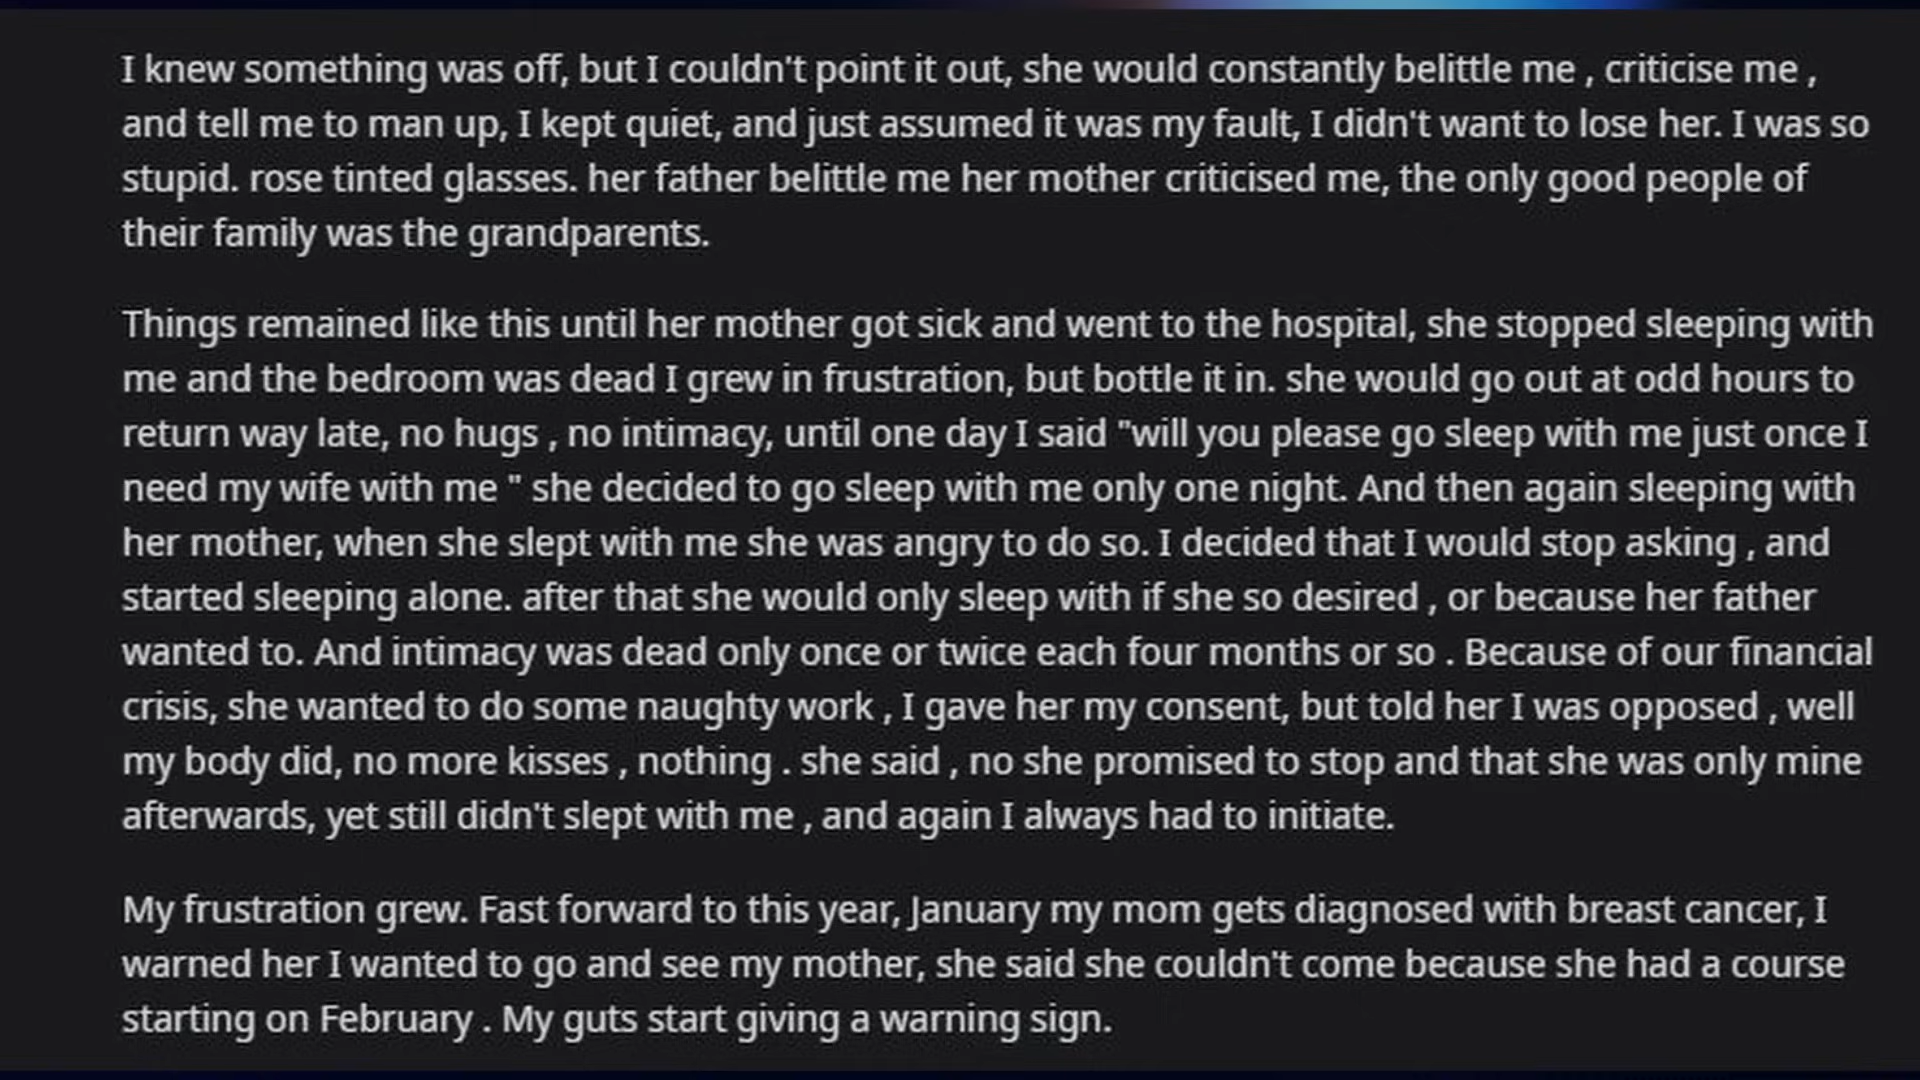 I knew something was off, but I couldn't point it out, she would constantly belittle me , criticise me ,
and tell me to man up, I kept quiet, and just assumed it was my fault, I didn't want to lose her. I was so
stupid. rose tinted glasses. her father belittle me her mother criticised me, the only good people of
their family was the grandparents.
Things remained like this until her mother got sick and went to the hospital, she stopped sleeping with
me and the bedroom was dead I grew in frustration, but bottle it in. she would go out at odd hours to
return way late, no hugs , no intimacy, until one day I said "will you please go sleep with me just once I
need my wife with me " she decided to go sleep with me only one night. And then again sleeping with
her mother, when she slept with me she was angry to do so. I decided that I would stop asking , and
started sleeping alone. after that she would only sleep with if she so desired , or because her father
wanted to. And intimacy was dead only once or twice each four months or so . Because of our financial
crisis, she wanted to do some naughty work , I gave her my consent, but told her I was opposed , well
my body did, no more kisses , nothing . she said , no she promised to stop and that she was only mine
afterwards, yet still didn't slept with me , and again I always had to initiate.
My frustration grew. Fast forward to this year, January my mom gets diagnosed with breast cancer, I
warned her I wanted to go and see my mother, she said she couldn't come because she had a course
starting on February . My guts start giving a warning sign.